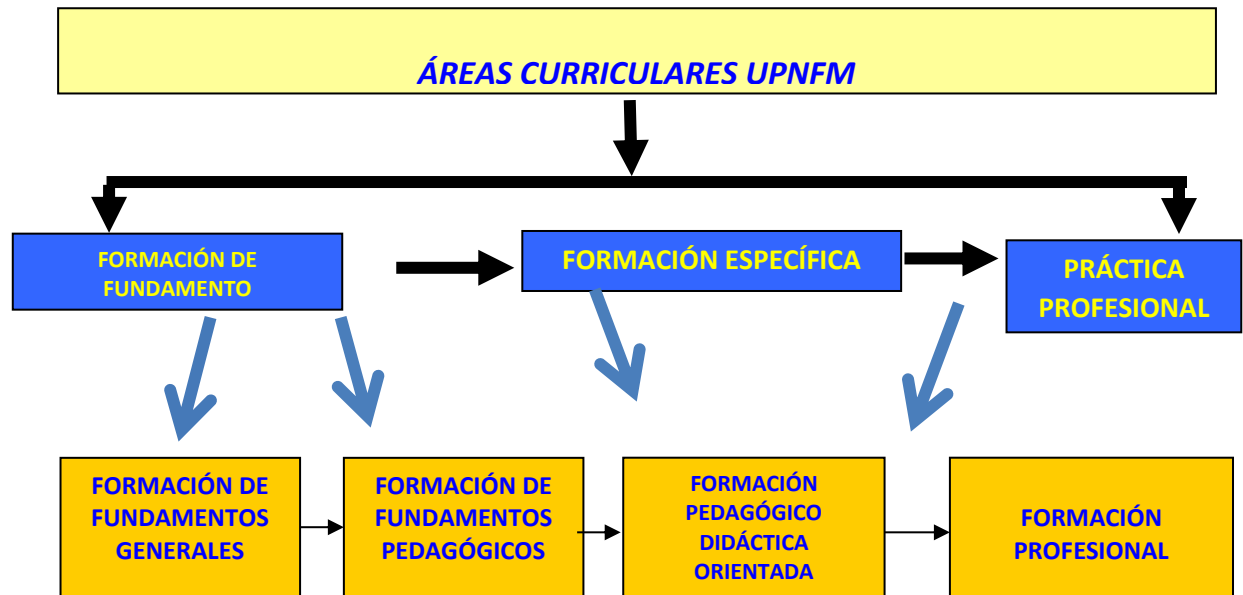 ÁREAS CURRICULARES UPNFM
FORMACIÓN DE
FUNDAMENTO
FORMACIÓN ESPECÍFICA
PRÁCTICA
PROFESIONAL
FORMACIÓN DE
FUNDAMENTOS
GENERALES
FORMACIÓN DE
FUNDAMENTOS
PEDAGÓGICOS
FORMACIÓN
PEDAGÓGICO
DIDÁCTICA
ORIENTADA
FORMACIÓN
PROFESIONAL